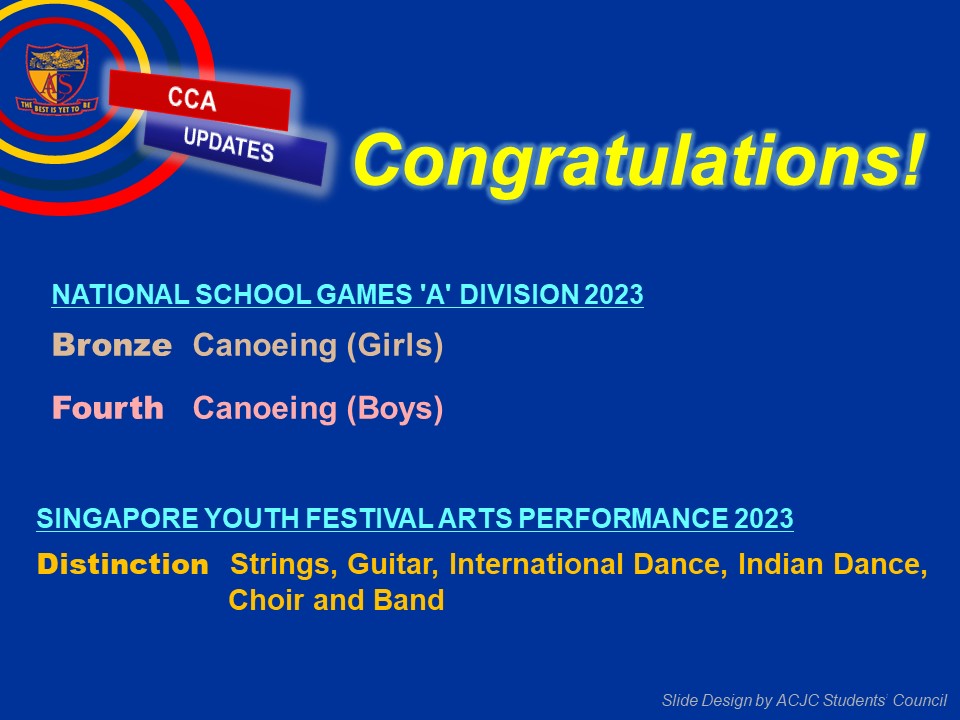 ACS
THE BEST IS YET TO BE
CCA
UPDATES
Congratulations!
NATIONAL SCHOOL GAMES 'A' DIVISION 2023
Bronze Canoeing (Girls)
Fourth Canoeing (Boys)
SINGAPORE YOUTH FESTIVAL ARTS PERFORMANCE 2023
Distinction Strings, Guitar, International Dance, Indian Dance,
Choir and Band
Slide Design by ACJC Students' Council